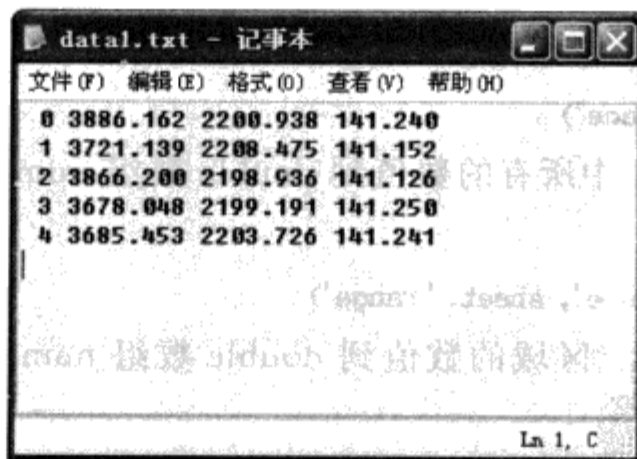 data1.txt - 记事本
文件(F) 编辑(E) 格式(O) 查看(V) 帮助(H)
0 3886.162 2200.938 141.240
1 3721.139 2208.475 141.152
2 3866.200 2198.936 141.126
3 3678.048 2199.191 141.250
4 3685.453 2203.726 141.241
Ln 1, C